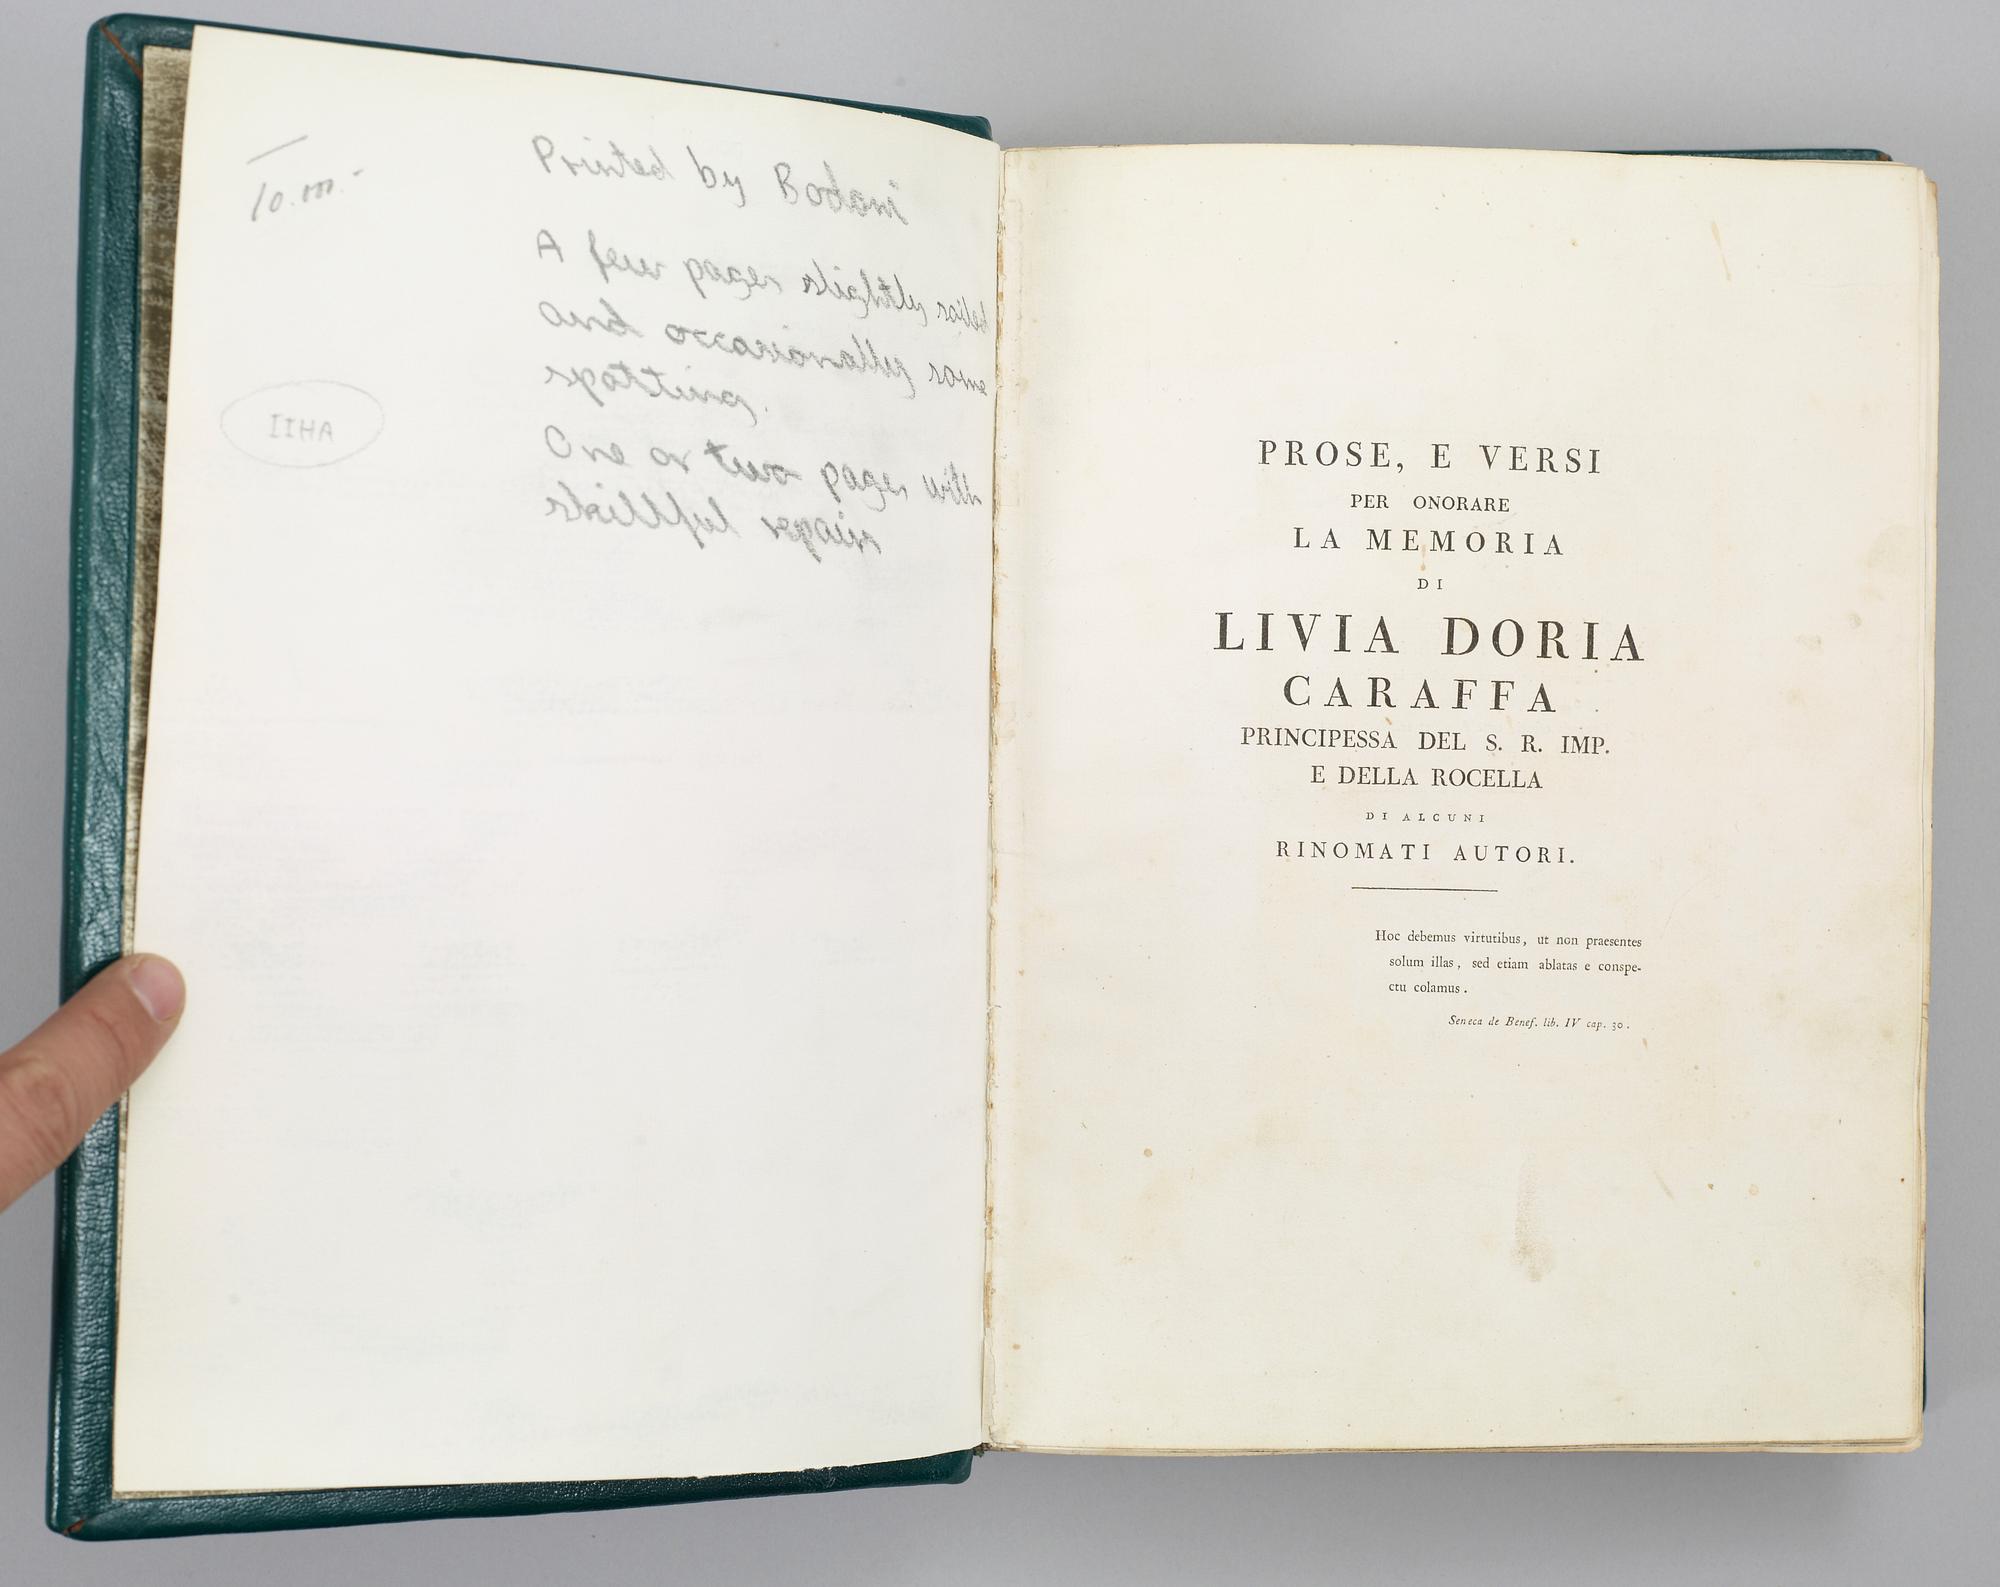 10.m.-
Printed by Bodani
A few pages slightly soiled
and occasionally some
spotting.
One or two pages with
skillful repair
IIHA
PROSE, E VERSI
PER ONORARE
LA MEMORIA
DI
LIVIA DORIA
CARAFFA
PRINCIPESSA DEL S. R. IMP.
E DELLA ROCELLA
DI ALCUNI
RINOMATI AUTORI.
Hoc debemus virtutibus, ut non praesentes
solum illas, sed etiam ablatas e conspe-
ctu colamus.
Seneca de Benef. lib. IV cap. 30.